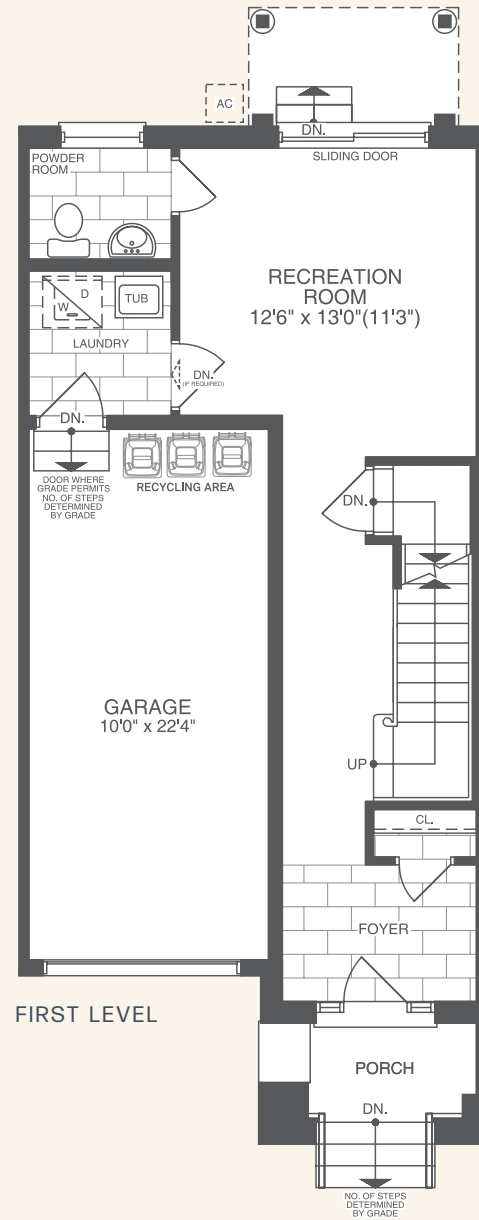 AC
DN.
SLIDING DOOR
POWDER
ROOM
RECREATION
ROOM
12'6" x 13'0"(11'3")
D
W
TUB
LAUNDRY
DN.
(IF REQUIRED)
DN.
DOOR WHERE
GRADE PERMITS
NO. OF STEPS
DETERMINED
BY GRADE
RECYCLING AREA
DN.
GARAGE
10'0" x 22'4"
UP
CL.
FOYER
FIRST LEVEL
PORCH
DN.
NO. OF STEPS
DETERMINED
BY GRADE